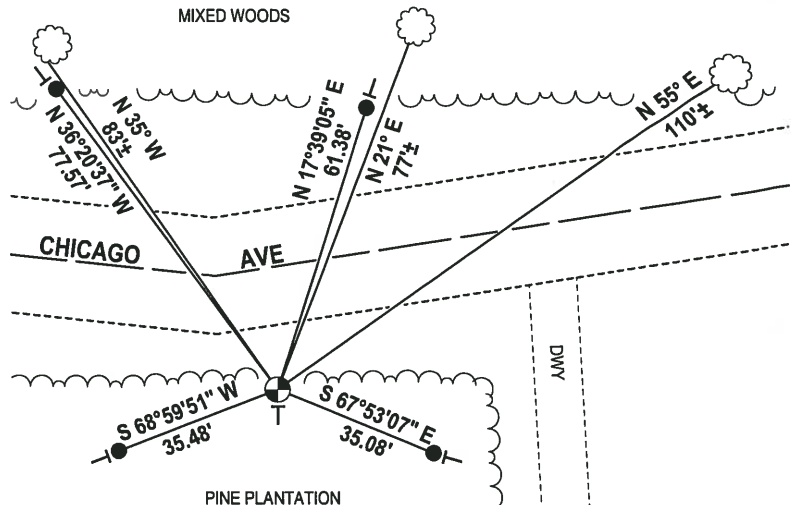 MIXED WOODS
N 35° W
83'±
N 36°20'37" W
77.57'
N 17°39'05" E
61.38'
N 21° E
77'±
N 55° E
110'±
CHICAGO AVE
DWY
S 68°59'51" W
35.48'
T
S 67°53'07" E
35.08'
PINE PLANTATION